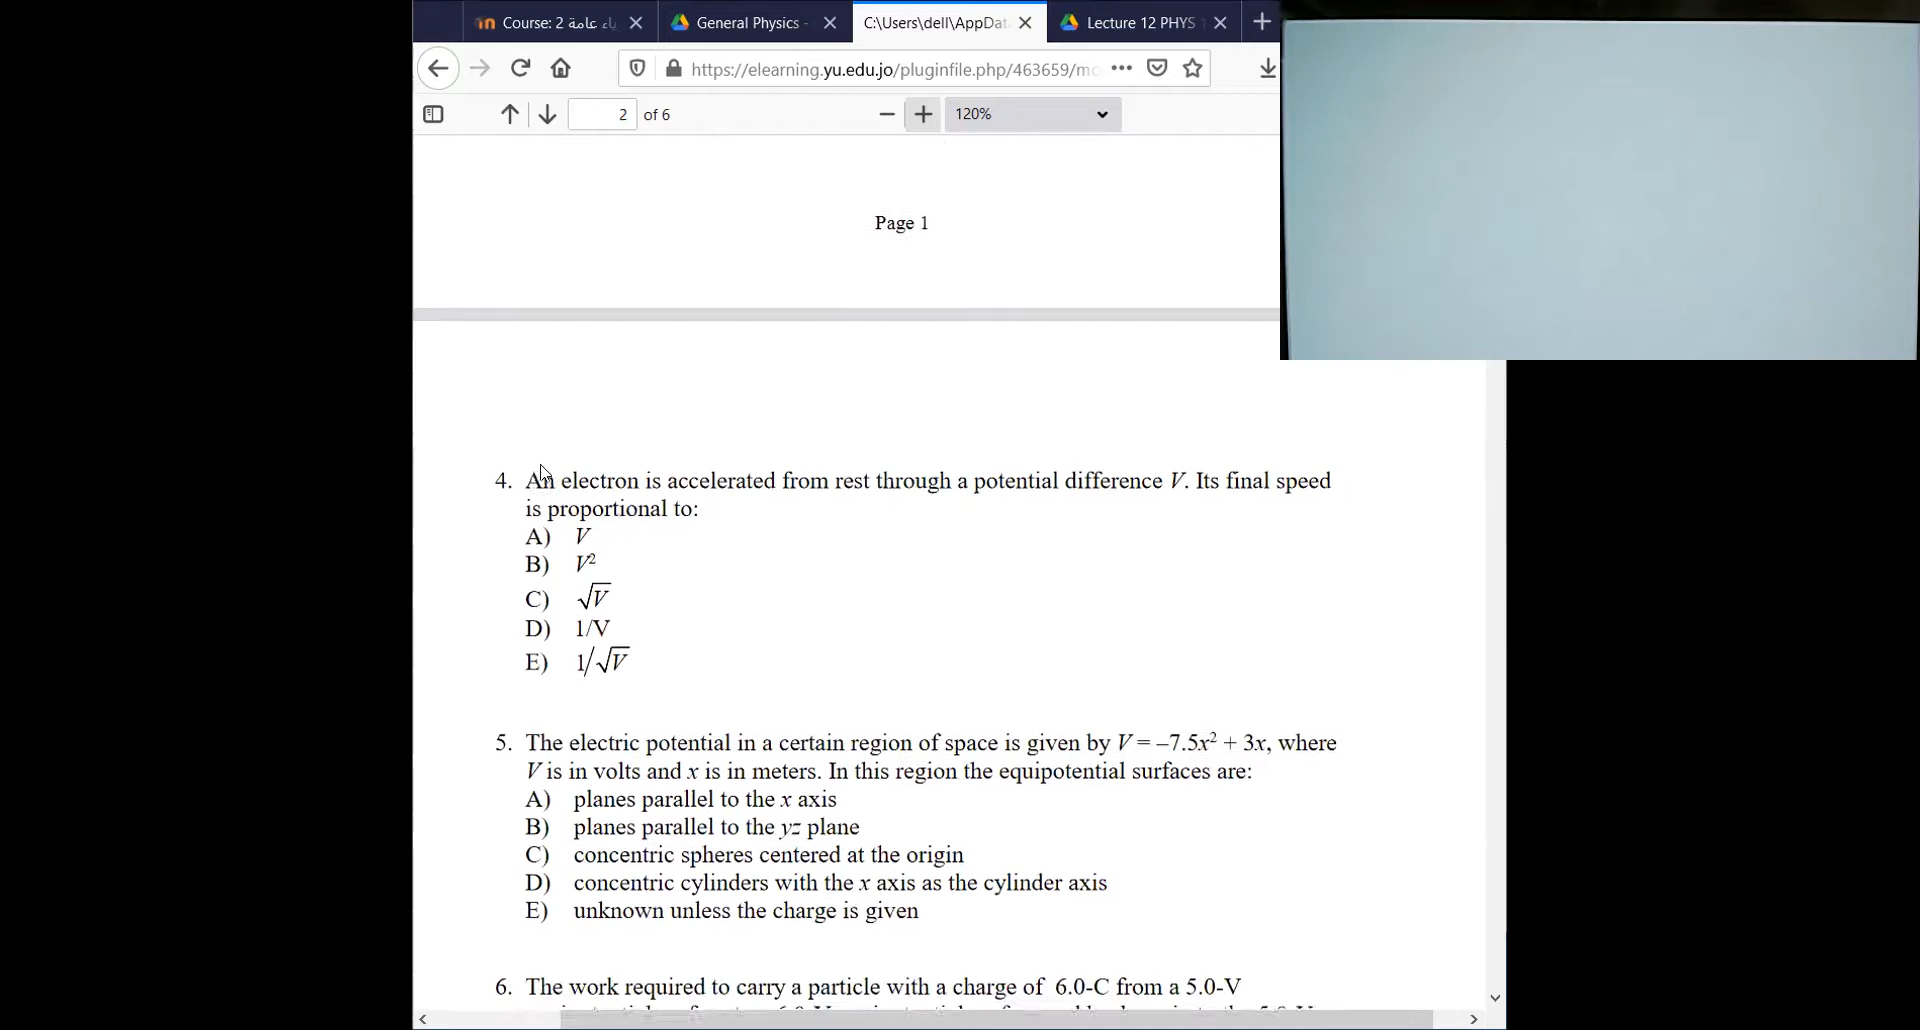 Course: 2 ياء عامة
General Physics -
C:\Users\dell\AppDat
Lecture 12 PHYS
https://elearning.yu.edu.jo/pluginfile.php/463659/mo
2 of 6
120%
Page 1
4. An electron is accelerated from rest through a potential difference V. Its final speed
is proportional to:
A) V
B) V²
C) √V
D) 1/V
E) 1/√V
5. The electric potential in a certain region of space is given by V = –7.5x² + 3x, where
V is in volts and x is in meters. In this region the equipotential surfaces are:
A) planes parallel to the x axis
B) planes parallel to the yz plane
C) concentric spheres centered at the origin
D) concentric cylinders with the x axis as the cylinder axis
E) unknown unless the charge is given
6. The work required to carry a particle with a charge of 6.0-C from a 5.0-V